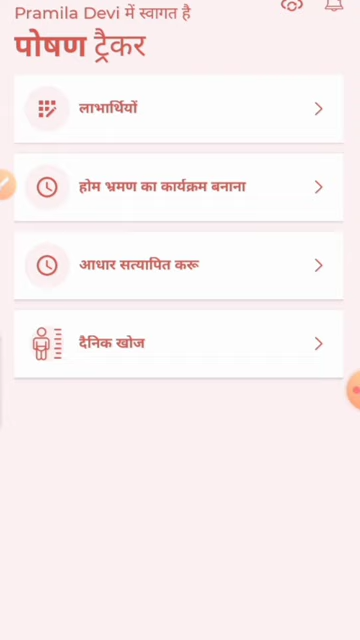 Pramila Devi में स्वागत है
पोषण ट्रैकर
लाभार्थियों
होम भ्रमण का कार्यक्रम बनाना
आधार सत्यापित करू
दैनिक खोज